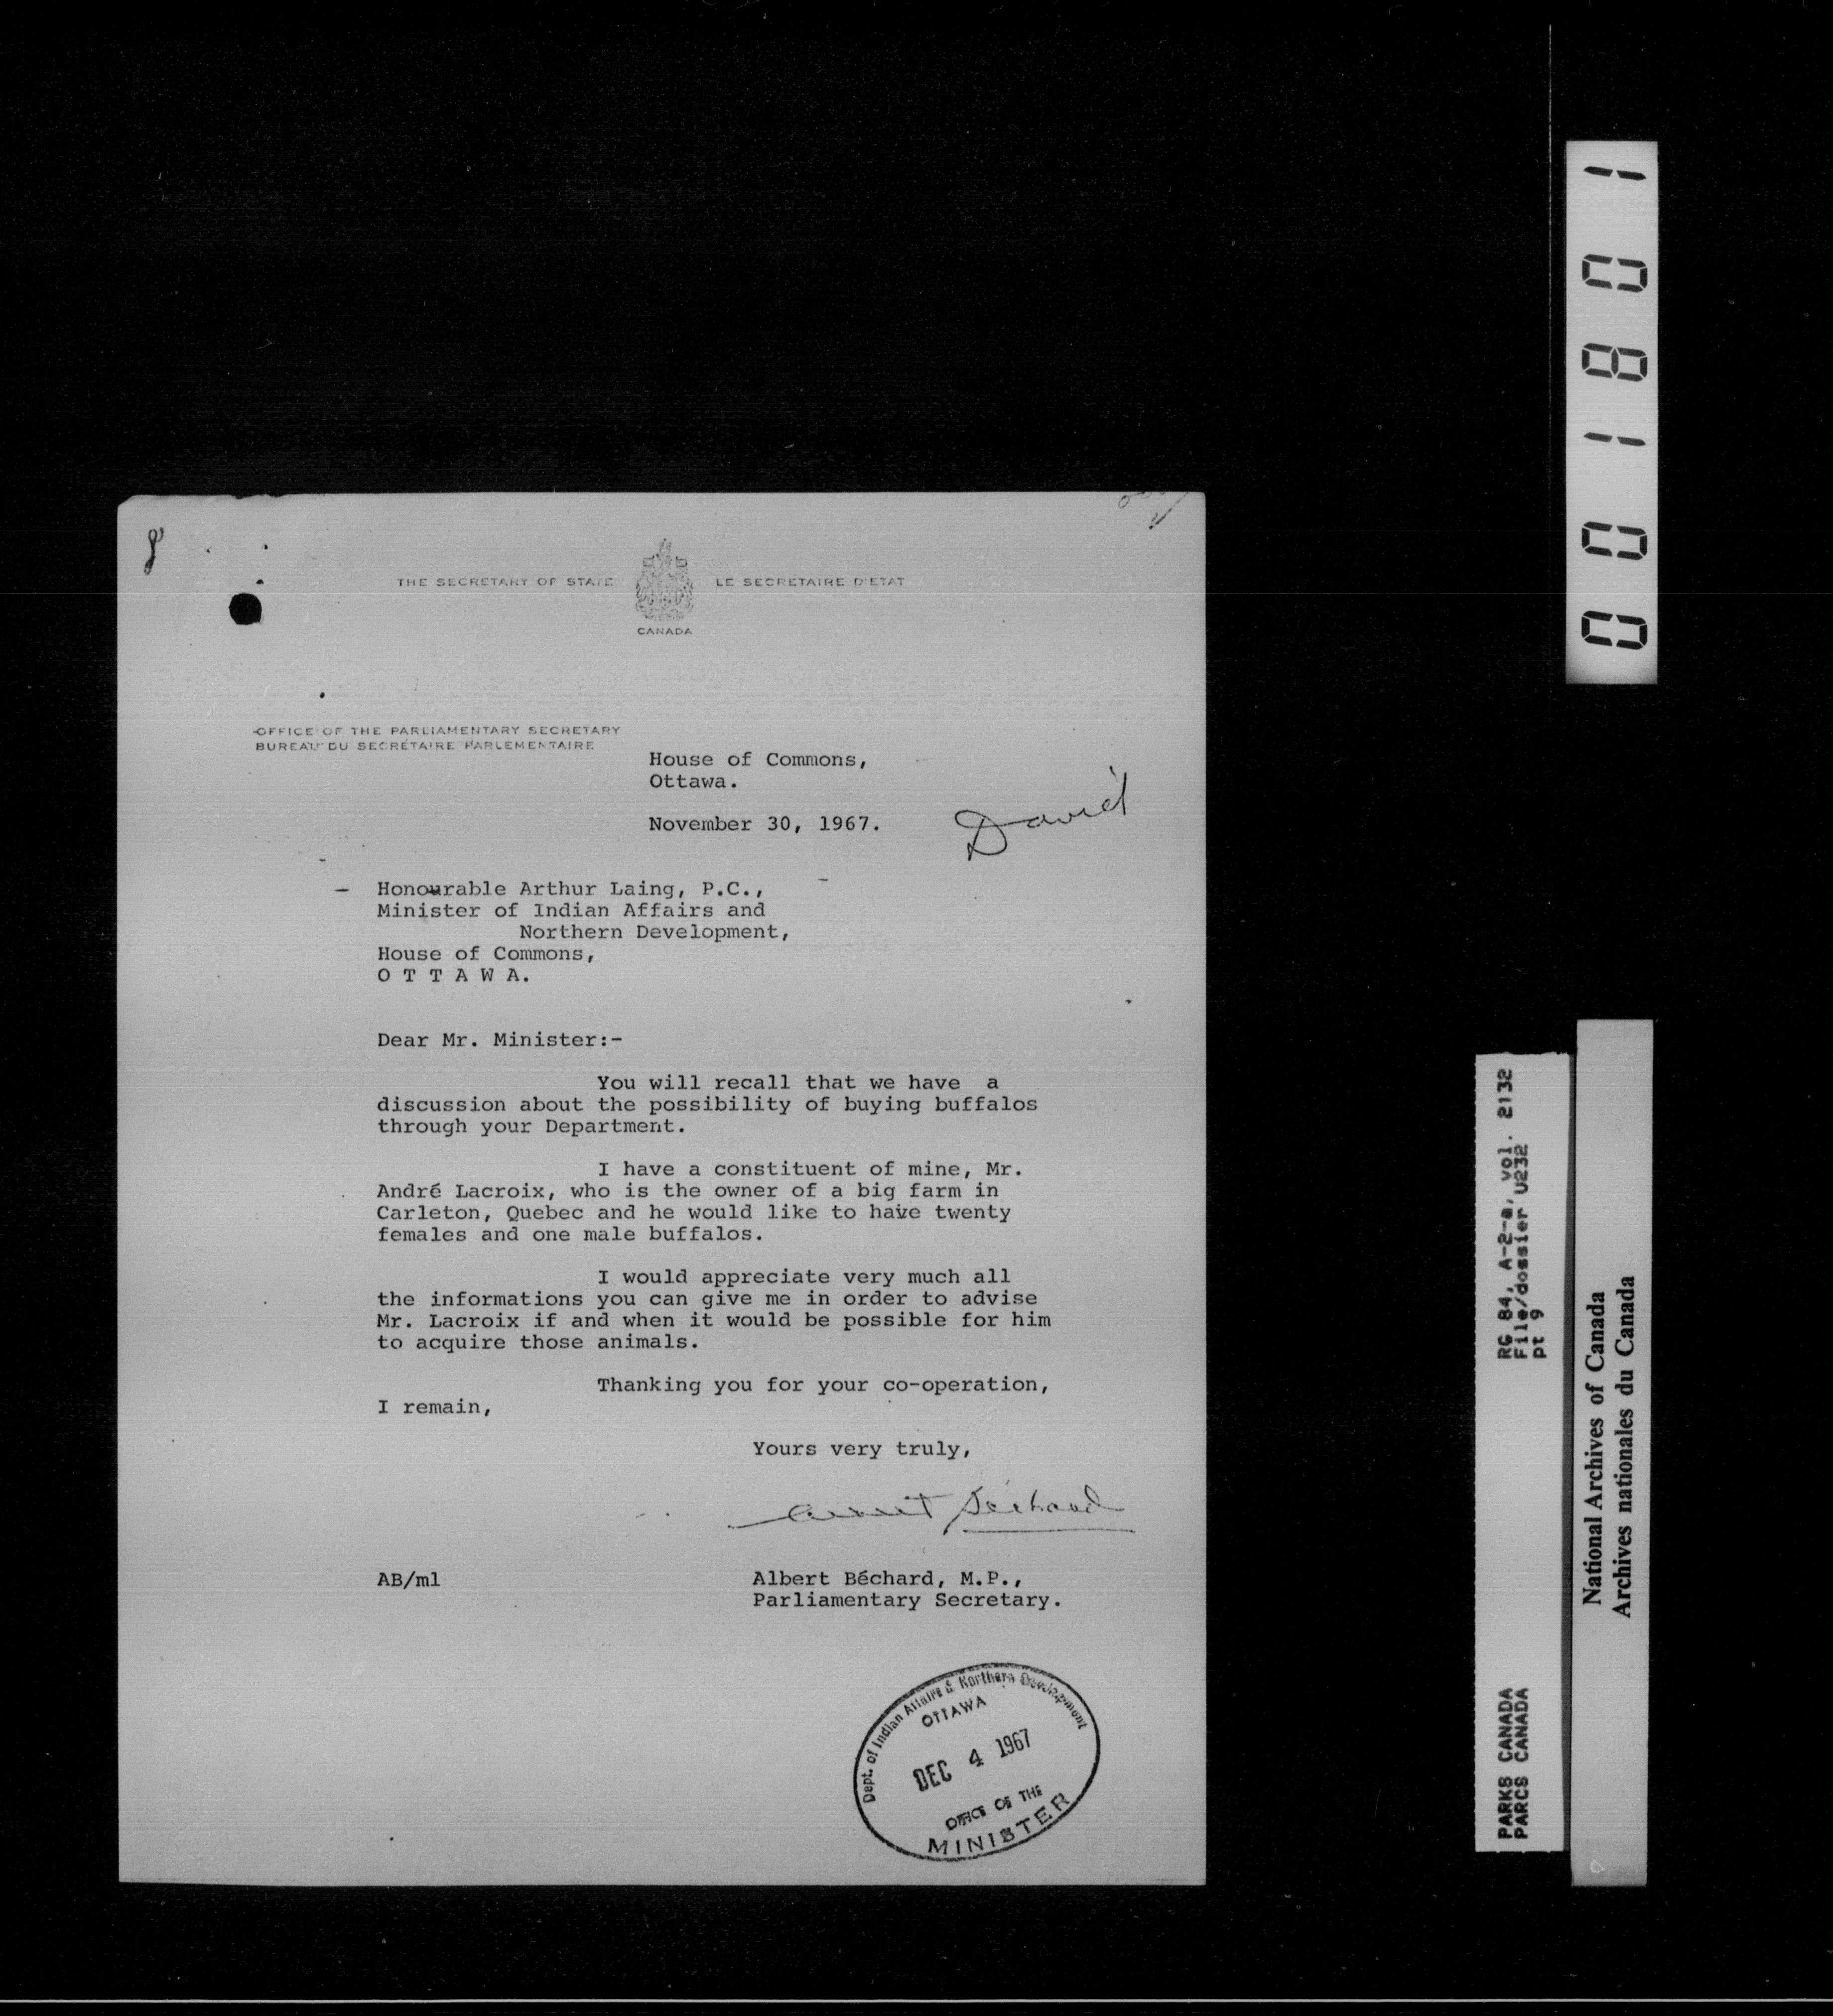 THE SECRETARY OF STATE
LE SECRÉTAIRE D'ÉTAT
CANADA
OFFICE OF THE PARLIAMENTARY SECRETARY
BUREAU DU SECRÉTAIRE PARLEMENTAIRE
House of Commons,
Ottawa.
November 30, 1967.
David
Honourable Arthur Laing, P.C.,
Minister of Indian Affairs and
Northern Development,
House of Commons,
O T T A W A.
Dear Mr. Minister:-
You will recall that we have a
discussion about the possibility of buying buffalos
through your Department.
I have a constituent of mine, Mr.
André Lacroix, who is the owner of a big farm in
Carleton, Quebec and he would like to have twenty
females and one male buffalos.
I would appreciate very much all
the informations you can give me in order to advise
Mr. Lacroix if and when it would be possible for him
to acquire those animals.
Thanking you for your co-operation,
I remain,
Yours very truly,
Albert Béchard
AB/ml
Albert Béchard, M.P.,
Parliamentary Secretary.
Dept. of Indian Affairs & Northern Development
OTTAWA
DEC 4 1967
OFFICE OF THE
MINISTER
001801
RG 84, A-2-a, vol. 2132
File/dossier U232
pt 9
PARKS CANADA
PARCS CANADA
National Archives of Canada
Archives nationales du Canada